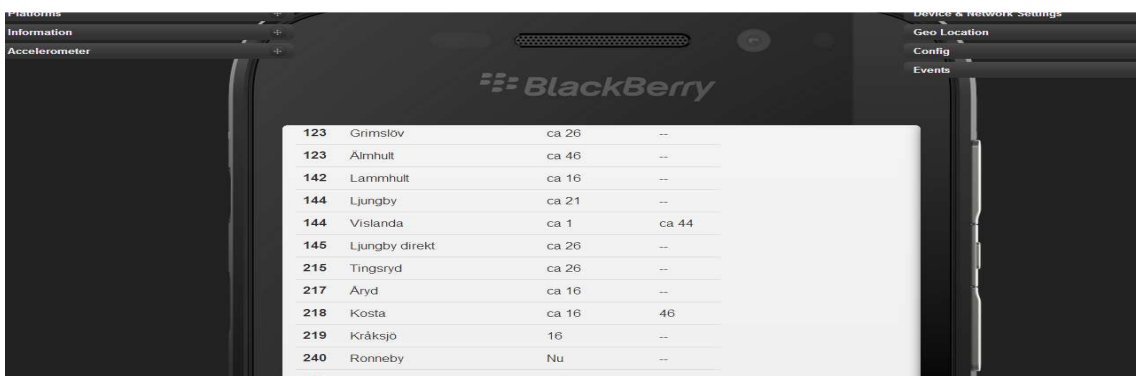 Platforms
Information
Accelerometer
Device & Network Settings
Geo Location
Config
Events
BlackBerry
123 Grimslöv ca 26 --
123 Älmhult ca 46 --
142 Lammhult ca 16 --
144 Ljungby ca 21 --
144 Vislanda ca 1 ca 44
145 Ljungby direkt ca 26 --
215 Tingsryd ca 26 --
217 Åryd ca 16 --
218 Kosta ca 16 46
219 Kråksjö 16 --
240 Ronneby Nu --